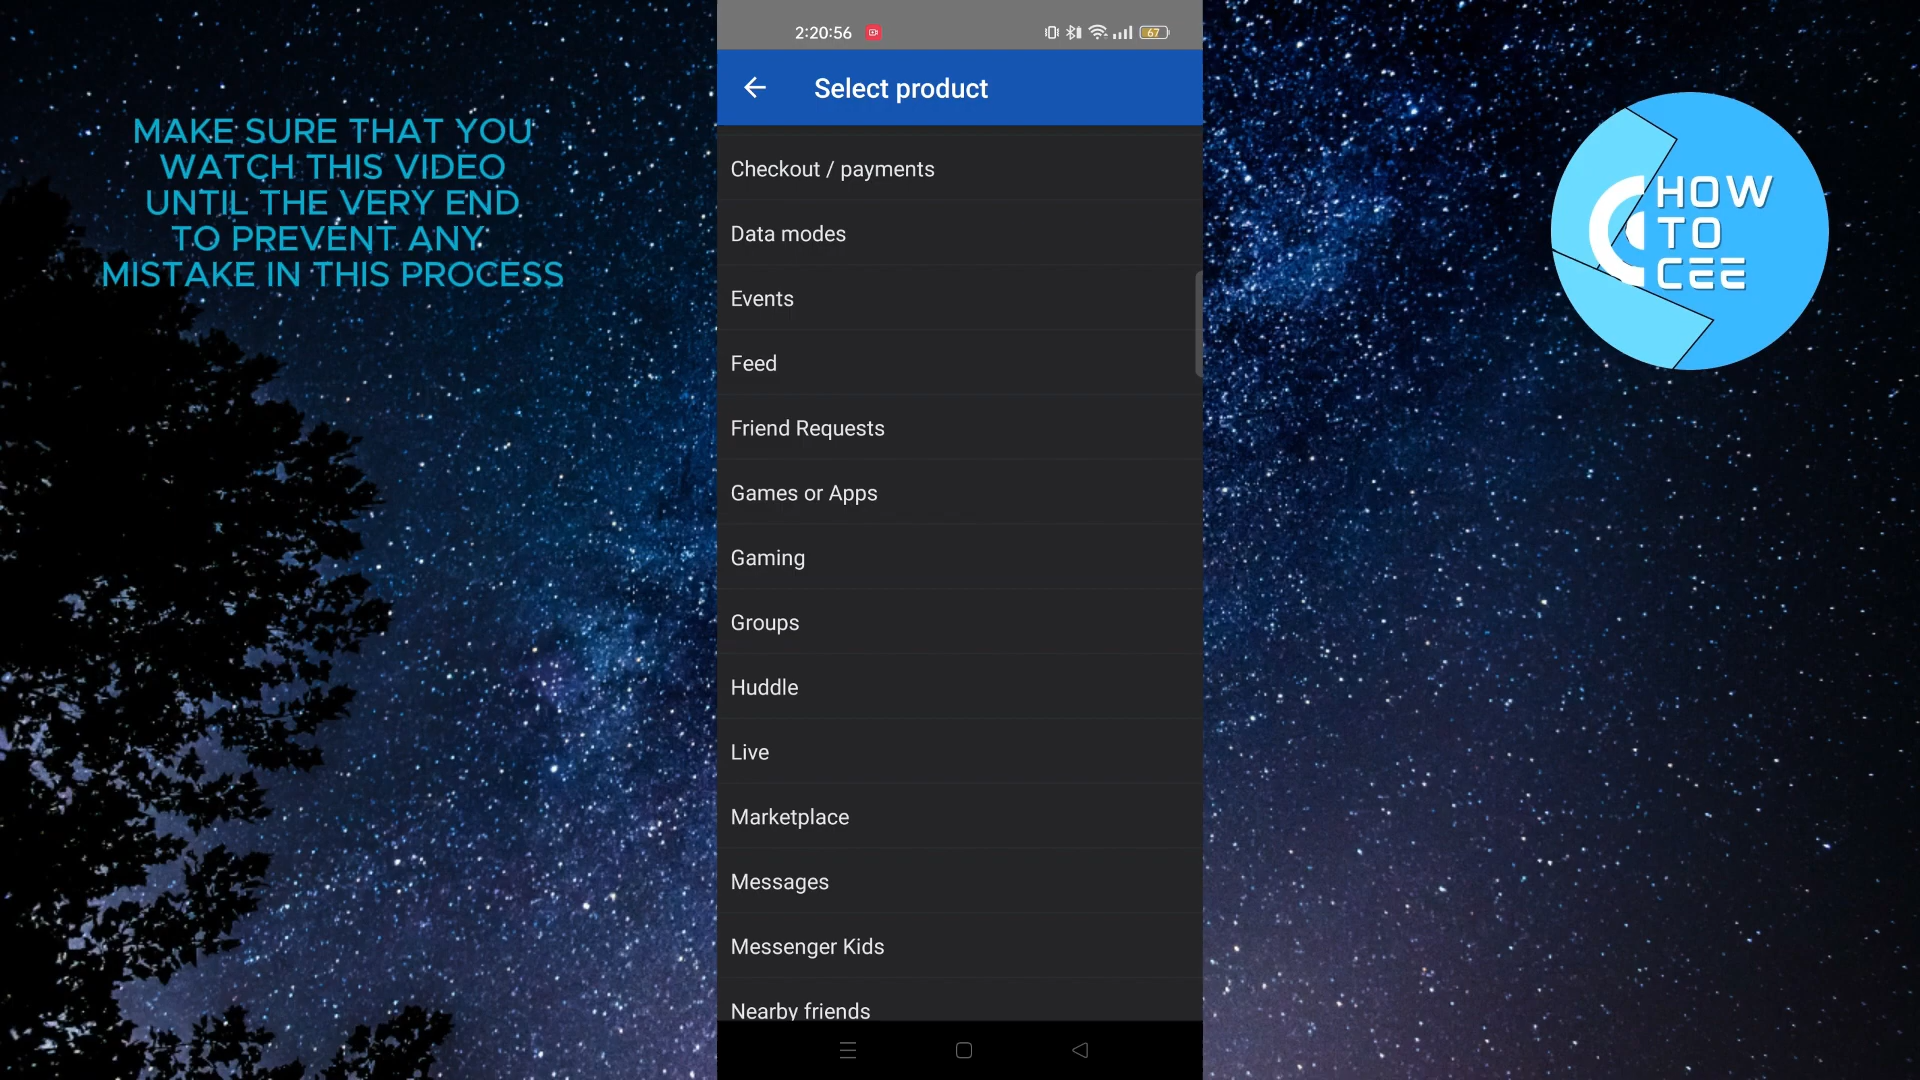 MAKE SURE THAT YOU
WATCH THIS VIDEO
UNTIL THE VERY END
TO PREVENT ANY
MISTAKE IN THIS PROCESS
2:20:56
67
Select product
Checkout / payments
Data modes
Events
Feed
Friend Requests
Games or Apps
Gaming
Groups
Huddle
Live
Marketplace
Messages
Messenger Kids
Nearby friends
HOW
TO
CEE